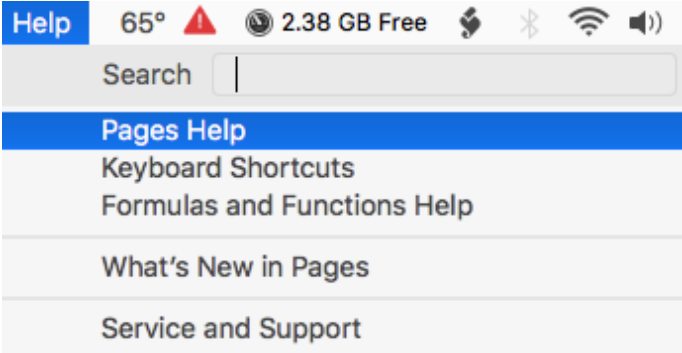 Help 65° 2.38 GB Free
Search
Pages Help
Keyboard Shortcuts
Formulas and Functions Help
What's New in Pages
Service and Support